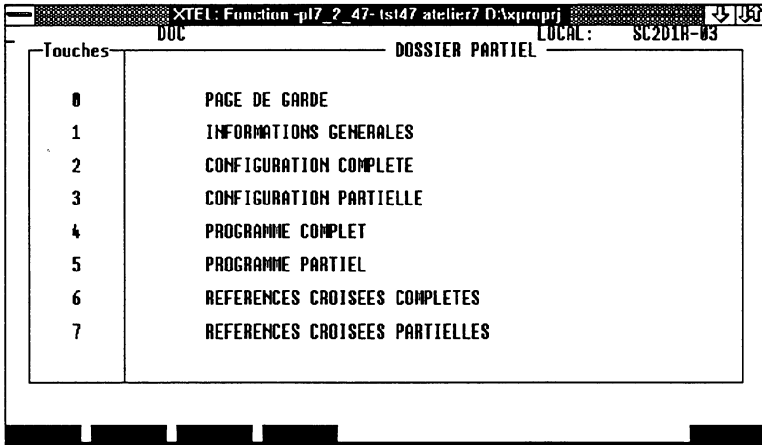 XTEL: Fonction -pl7_2_47- tst47 atelier7 D:\xproprj
DOC LOCAL: SC2D1R-03
Touches DOSSIER PARTIEL
0 PAGE DE GARDE
1 INFORMATIONS GENERALES
2 CONFIGURATION COMPLETE
3 CONFIGURATION PARTIELLE
4 PROGRAMME COMPLET
5 PROGRAMME PARTIEL
6 REFERENCES CROISEES COMPLETES
7 REFERENCES CROISEES PARTIELLES